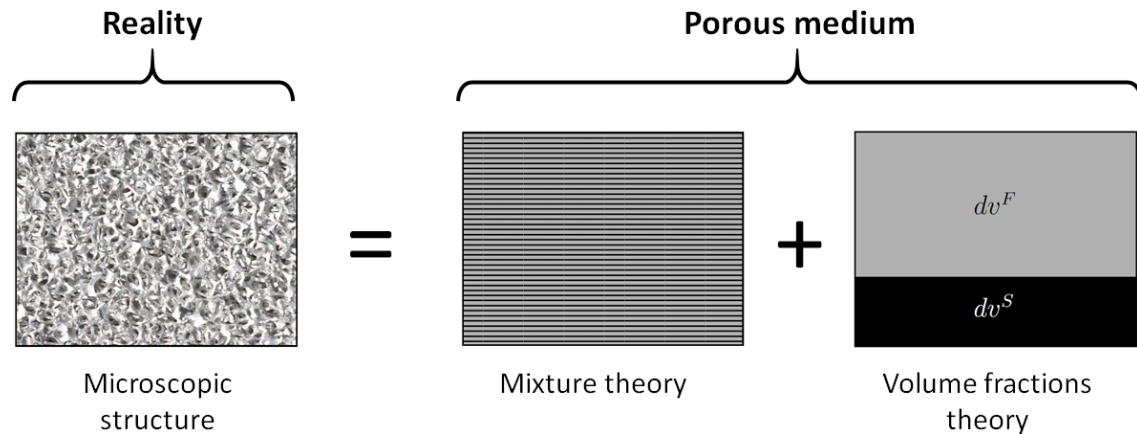 Reality
Porous medium
=
+
dv^F
dv^S
Microscopic
structure
Mixture theory
Volume fractions
theory